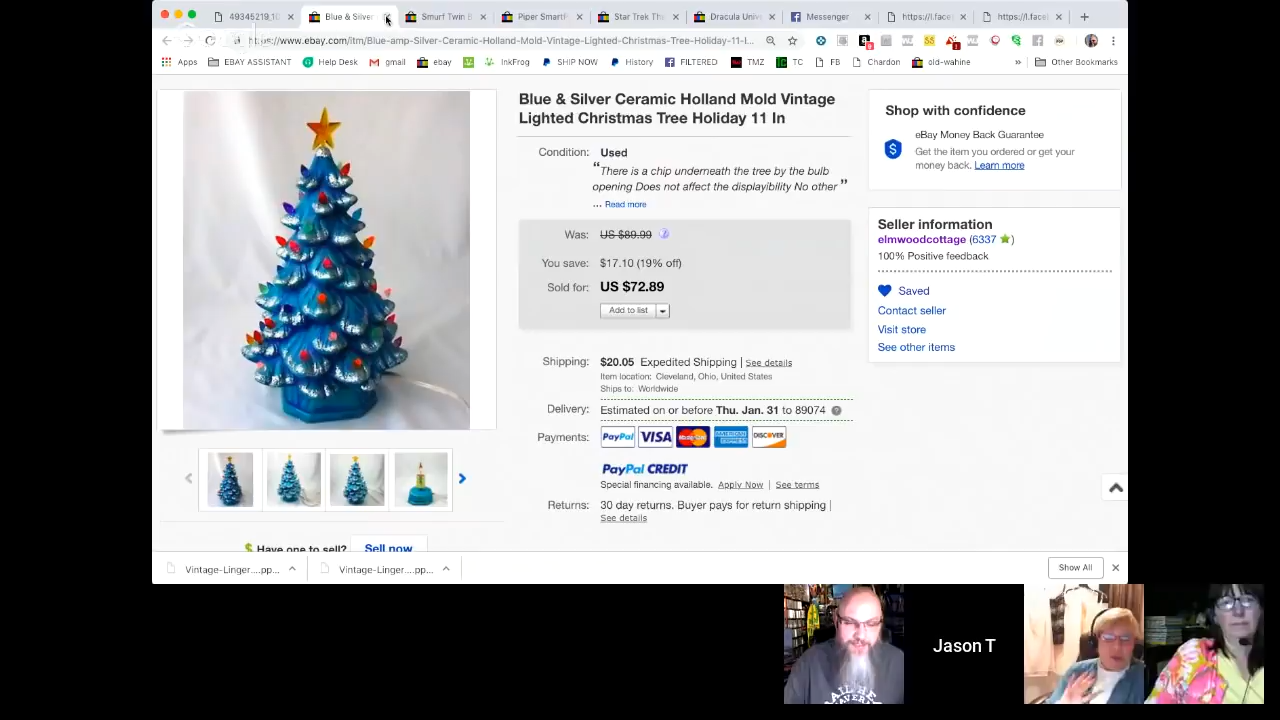 49345219_10
Blue & Silver
Smurf Twin B
Piper SmartF
Star Trek Thu
Dracula Unive
Messenger
https://l.facel
https://l.facel
https://www.ebay.com/itm/Blue-amp-Silver-Ceramic-Holland-Mold-Vintage-Lighted-Christmas-Tree-Holiday-11-I...
Apps
EBAY ASSISTANT
Help Desk
gmail
ebay
InkFrog
SHIP NOW
History
FILTERED
TMZ
TC
FB
Chardon
old-wahine
»
Other Bookmarks
Blue & Silver Ceramic Holland Mold Vintage
Lighted Christmas Tree Holiday 11 In
Condition: Used
“There is a chip underneath the tree by the bulb
opening Does not affect the displayibility No other ”
... Read more
Was: US $89.99
You save: $17.10 (19% off)
Sold for: US $72.89
Add to list
Shipping: $20.05 Expedited Shipping | See details
Item location: Cleveland, Ohio, United States
Ships to: Worldwide
Delivery: Estimated on or before Thu. Jan. 31 to 89074
Payments: PayPal VISA MasterCard AMERICAN EXPRESS DISCOVER
PayPal CREDIT
Special financing available. Apply Now | See terms
Returns: 30 day returns. Buyer pays for return shipping |
See details
Shop with confidence
eBay Money Back Guarantee
Get the item you ordered or get your
money back. Learn more
Seller information
elmwoodcottage (6337)
100% Positive feedback
Saved
Contact seller
Visit store
See other items
Have one to sell? Sell now
Vintage-Linger....pp...
Vintage-Linger....pp...
Show All
Jason T